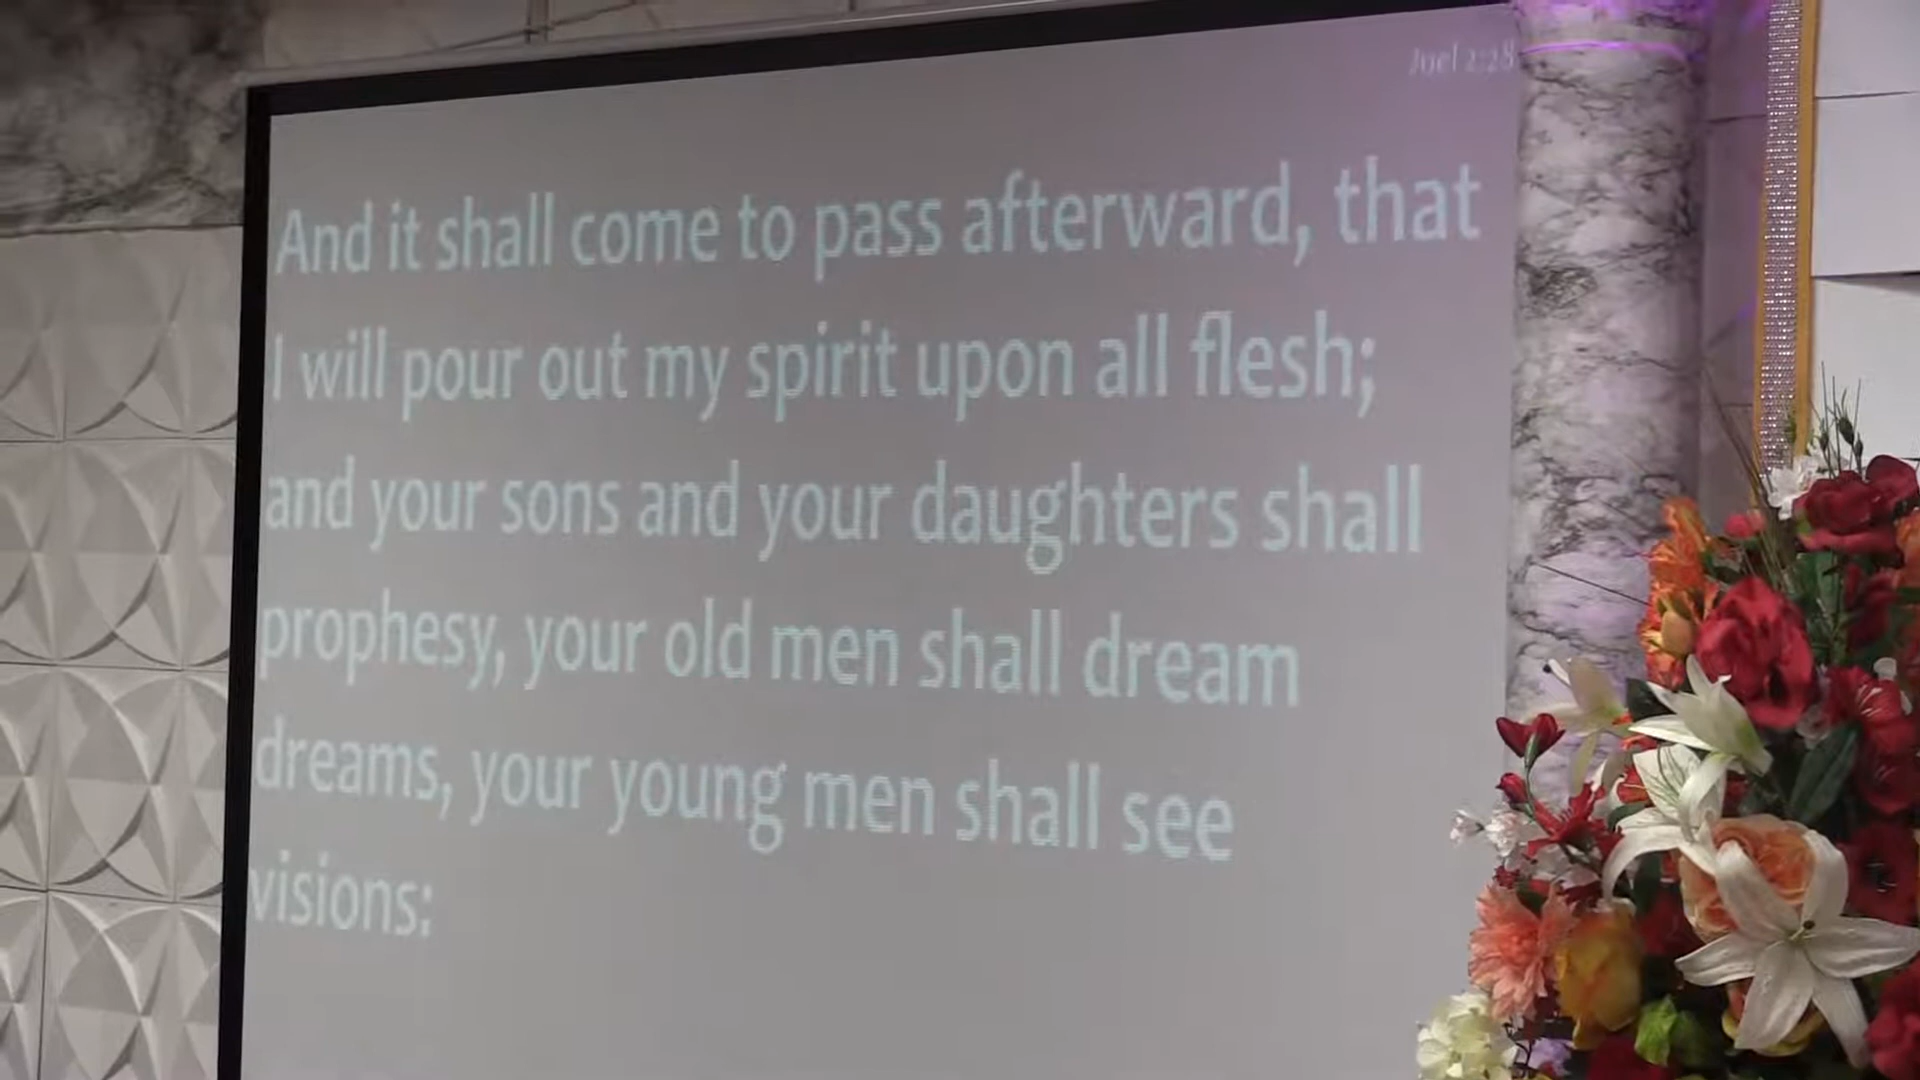 Joel 2:28
And it shall come to pass afterward, that
I will pour out my spirit upon all flesh;
and your sons and your daughters shall
prophesy, your old men shall dream
dreams, your young men shall see
visions: